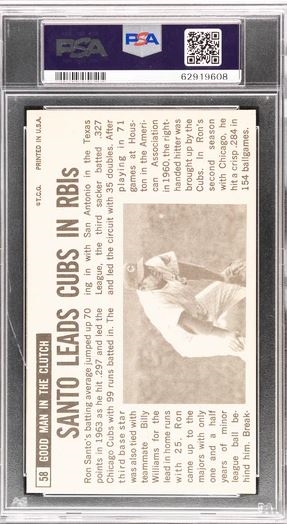 PSA
PSA
62919608
58 GOOD MAN IN THE CLUTCH
©T.C.G. PRINTED IN U.S.A.
SANTO LEADS CUBS IN RBIs
Ron Santo's batting average jumped up 70
points in 1963 as he hit .297 and led the
Chicago Cubs with 99 runs batted in. The
third base star
was also tied with
teammate Billy
Williams for the
lead in home runs
with 25. Ron
came up to the
majors with only
one and a half
years of minor
league ball be-
hind him. Break-
ing in with San Antonio in the Texas
League, the third sacker batted .327
and led the circuit with 35 doubles. After
playing in 71
games at Hous-
ton in the Ameri-
can Association
in 1960, the right-
handed hitter was
brought up by the
Cubs. In Ron's
second season
with Chicago, he
hit a crisp .284 in
154 ballgames.